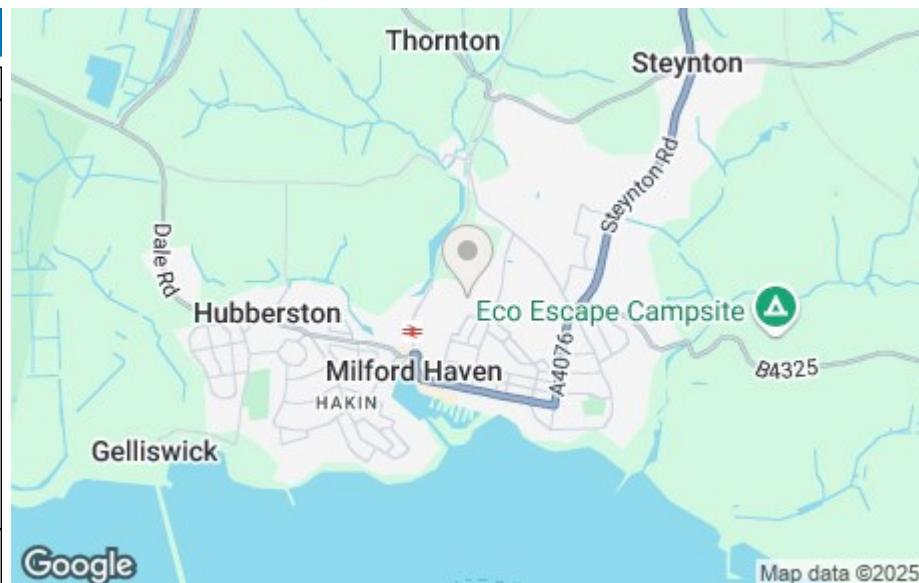 Thornton
Steynton
Steynton Rd
Dale Rd
Hubberston
Eco Escape Campsite
Milford Haven
A4076
B4325
HAKIN
Gelliswick
Google
Map data ©2025